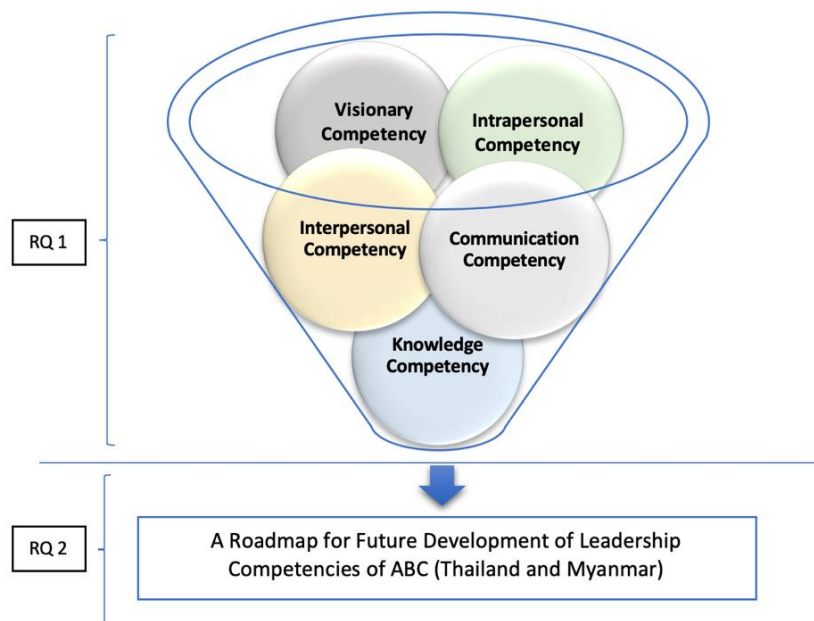 Visionary
Competency
Intrapersonal
Competency
Interpersonal
Competency
Communication
Competency
Knowledge
Competency
RQ 1
RQ 2
A Roadmap for Future Development of Leadership
Competencies of ABC (Thailand and Myanmar)